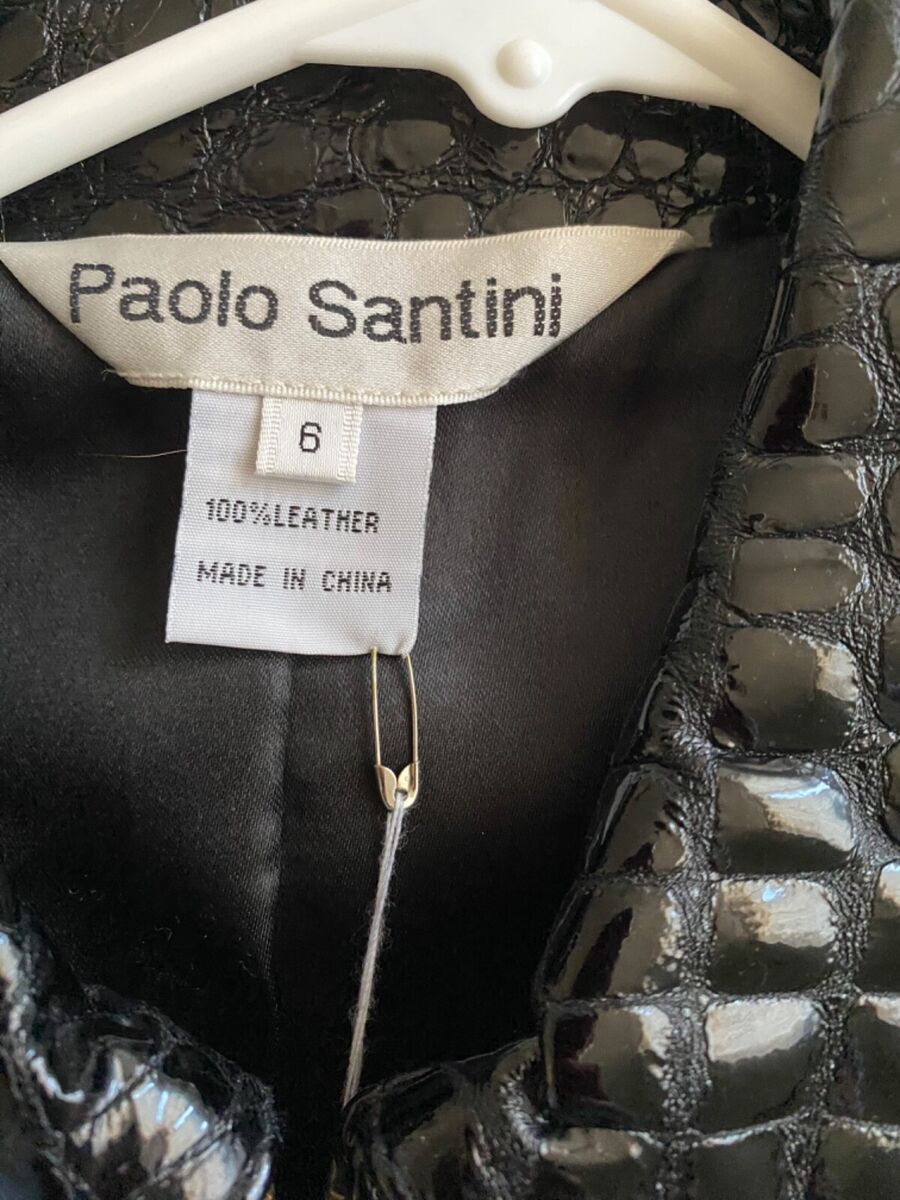 Paolo Santini
6
100%LEATHER
MADE IN CHINA